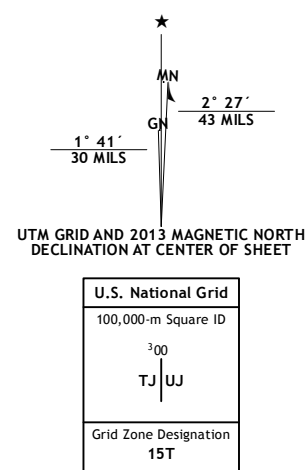 ★
MN
GN
2° 27´
43 MILS
1° 41´
30 MILS
UTM GRID AND 2013 MAGNETIC NORTH
DECLINATION AT CENTER OF SHEET
U.S. National Grid
100,000-m Square ID
³00
TJ UJ
Grid Zone Designation
15T